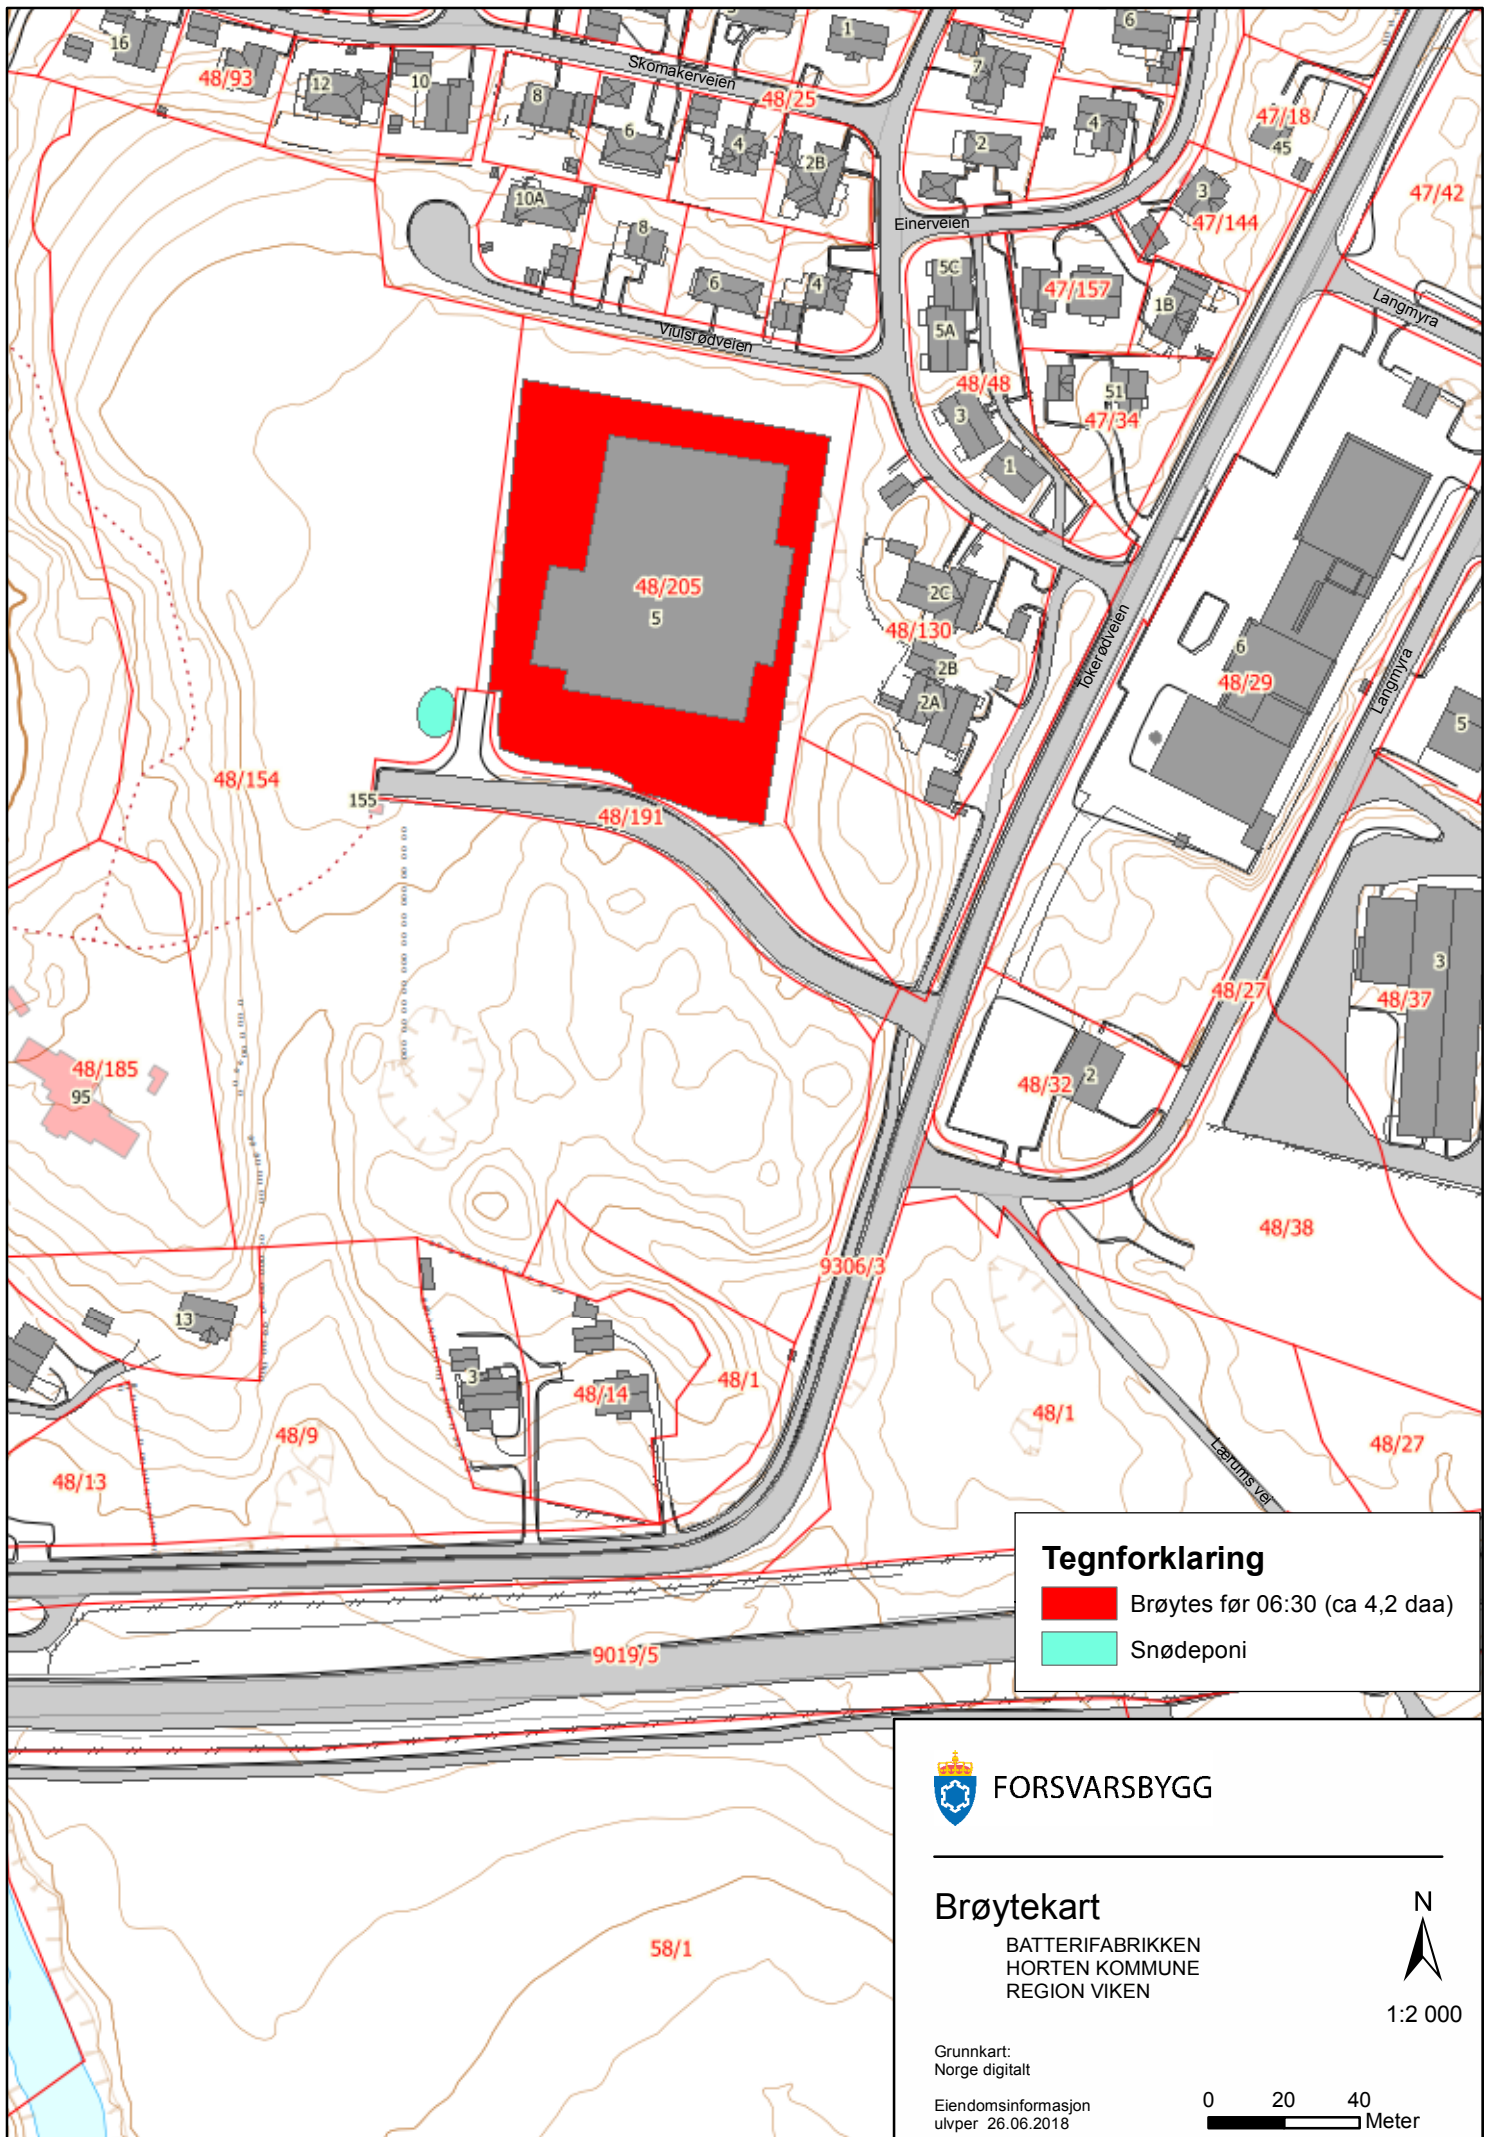 16
48/93
12
10
8
6
Skomakerveien
48/25
4
2B
1
7
6
2
4
47/18
45
3
47/144
47/42
10A
8
6
4
Viulsrødveien
Einerveien
5C
5A
47/157
1B
Langmyra
48/48
3
1
51
47/34
48/205
5
2C
48/130
2B
2A
Tokerødveien
6
48/29
Langmyra
5
48/154
155
48/191
48/185
95
3
48/37
48/27
48/32
2
48/38
9306/3
13
3
48/14
48/1
48/9
48/13
48/1
48/27
Lærums vei
9019/5
58/1
Tegnforklaring
Brøytes før 06:30 (ca 4,2 daa)
Snødeponi
FORSVARSBYGG
Brøytekart
BATTERIFABRIKKEN
HORTEN KOMMUNE
REGION VIKEN
N
1:2 000
Grunnkart:
Norge digitalt
Eiendomsinformasjon
ulvper 26.06.2018
0 20 40
Meter